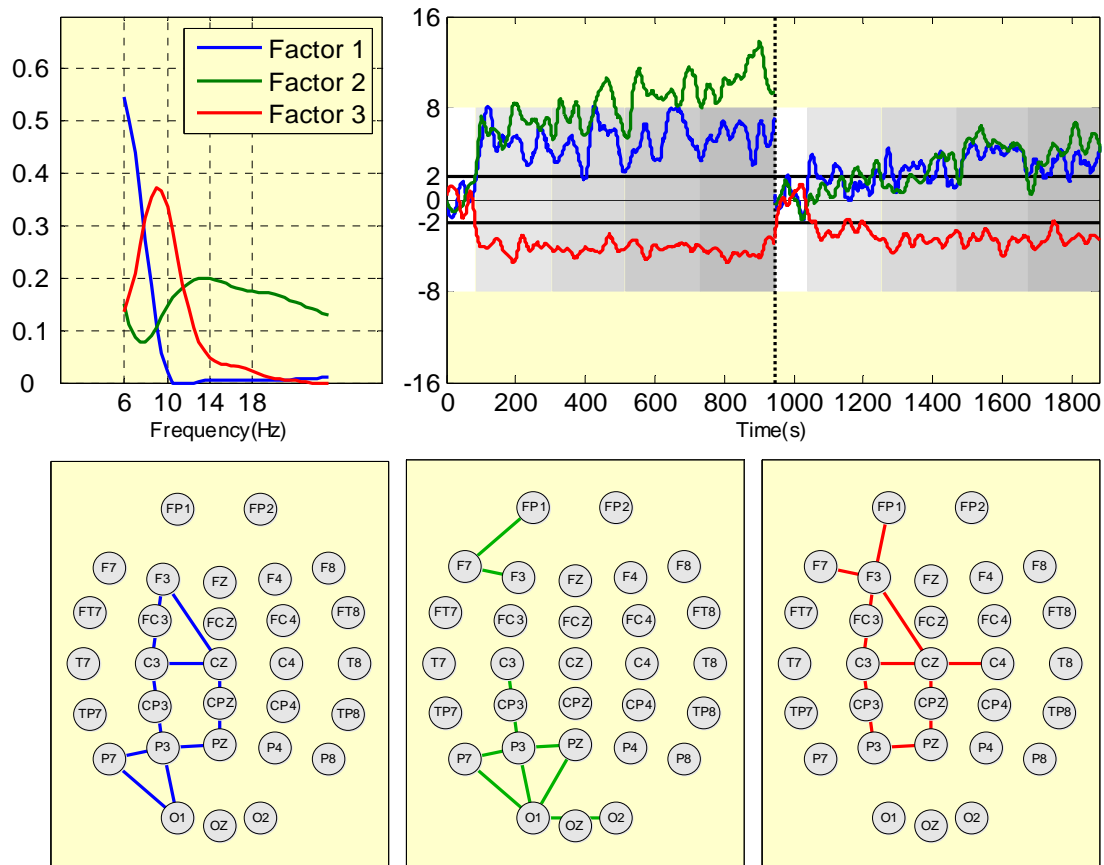 0.6
0.5
0.4
0.3
0.2
0.1
0
6 10 14 18
Frequency(Hz)
Factor 1
Factor 2
Factor 3
16
8
2
0
-2
-8
-16
0 200 400 600 800 1000 1200 1400 1600 1800
Time(s)
FP1 FP2
F7 F3 FZ F4 F8
FT7 FC3 FCZ FC4 FT8
T7 C3 CZ C4 T8
TP7 CP3 CPZ CP4 TP8
P7 P3 PZ P4 P8
O1 OZ O2
FP1 FP2
F7 F3 FZ F4 F8
FT7 FC3 FCZ FC4 FT8
T7 C3 CZ C4 T8
TP7 CP3 CPZ CP4 TP8
P7 P3 PZ P4 P8
O1 OZ O2
FP1 FP2
F7 F3 FZ F4 F8
FT7 FC3 FCZ FC4 FT8
T7 C3 CZ C4 T8
TP7 CP3 CPZ CP4 TP8
P7 P3 PZ P4 P8
O1 OZ O2